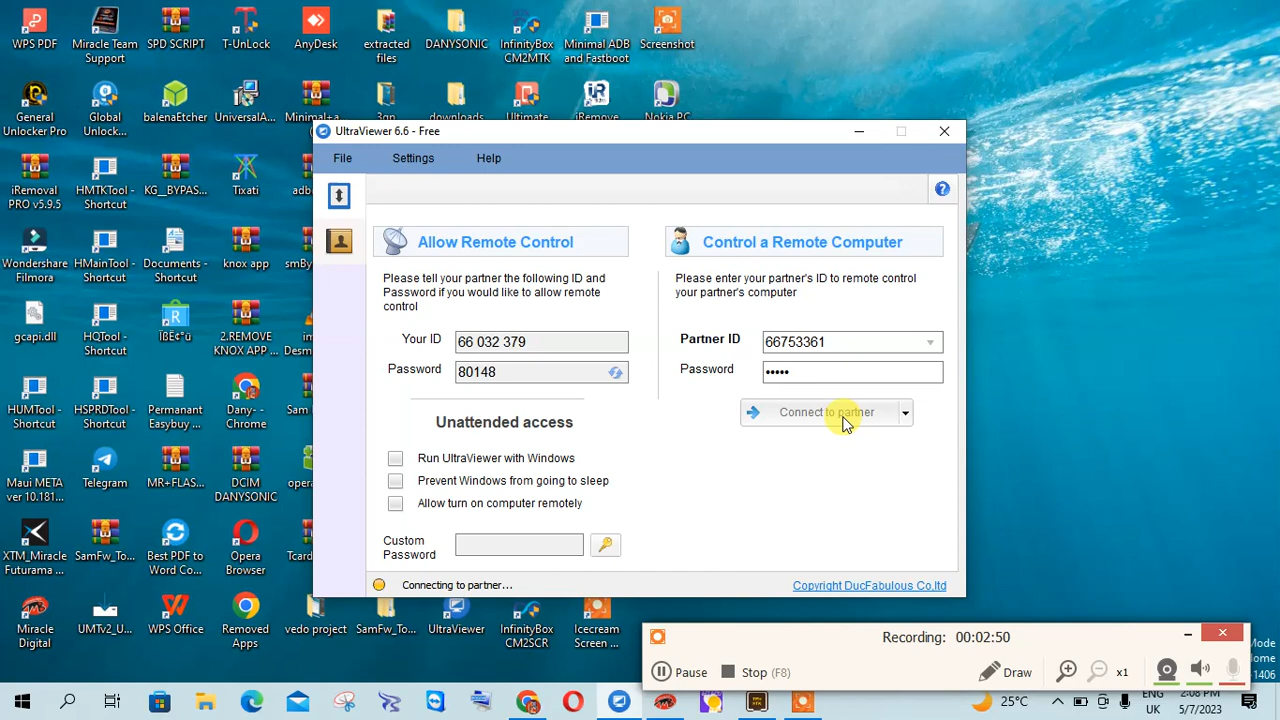 WPS PDF
Miracle Team
Support
SPD SCRIPT
T-UnLock
AnyDesk
extracted
files
DANYSONIC
InfinityBox
CM2MTK
Minimal ADB
and Fastboot
Screenshot
General
Unlocker Pro
Global
Unlock...
balenaEtcher
UniversalA...
Minimal+a...
3gp
downloads
Ultimate
iRemove
Nokia PC
iRemoval
PRO v5.9.5
HMTKTool -
Shortcut
KG__BYPAS...
Tixati
adb
Wondershare
Filmora
HMainTool -
Shortcut
Documents -
Shortcut
knox app
smBy
gcapi.dll
HQTool -
Shortcut
2.REMOVE
KNOX APP ...
in
Desm
HUMTool -
Shortcut
HSPRDTool -
Shortcut
Permanant
Easybuy ...
Dany- -
Chrome
Sam
Maui META
ver 10.181...
Telegram
MR+FLAS...
DCIM
DANYSONIC
oper
XTM_Miracle
Futurama ...
SamFw_To...
Best PDF to
Word Co...
Opera
Browser
Tcard
Miracle
Digital
UMTv2_U...
WPS Office
Removed
Apps
vedo project
SamFw_To...
UltraViewer
InfinityBox
CM2SCR
Icecream
Screen ...
UltraViewer 6.6 - Free
File
Settings
Help
Allow Remote Control
Please tell your partner the following ID and
Password if you would like to allow remote
control
Your ID
66 032 379
Password
80148
Unattended access
Run UltraViewer with Windows
Prevent Windows from going to sleep
Allow turn on computer remotely
Custom
Password
Control a Remote Computer
Please enter your partner's ID to remote control
your partner's computer
Partner ID
66753361
Password
•••••
Connect to partner
Connecting to partner...
Copyright DucFabulous Co,ltd
Recording: 00:02:50
Pause
Stop (F8)
Draw
x1
Mode
Home
1406
25°C
ENG
UK
2:08 PM
5/7/2023